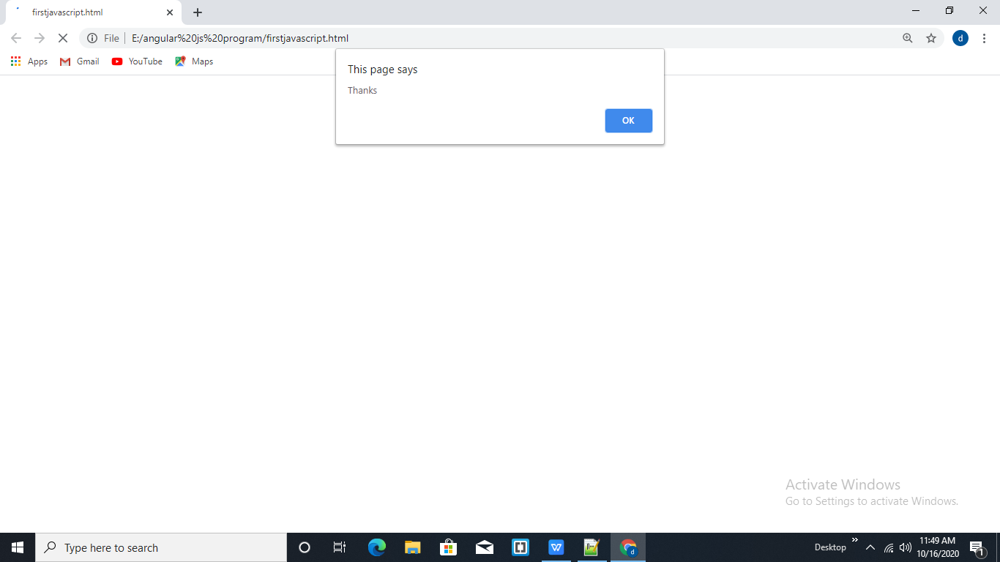 firstjavascript.html
File
E:/angular%20js%20program/firstjavascript.html
d
Apps
Gmail
YouTube
Maps
This page says
Thanks
OK
Activate Windows
Go to Settings to activate Windows.
Type here to search
W
d
Desktop
11:49 AM
10/16/2020
1